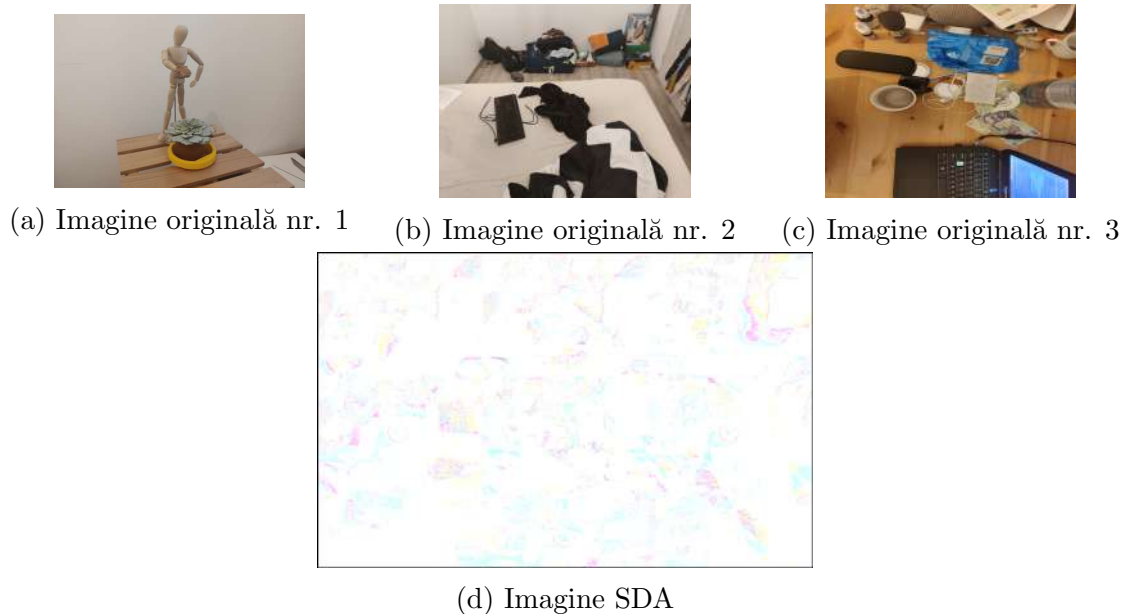 (a) Imagine originală nr. 1
(b) Imagine originală nr. 2
(c) Imagine originală nr. 3
(d) Imagine SDA